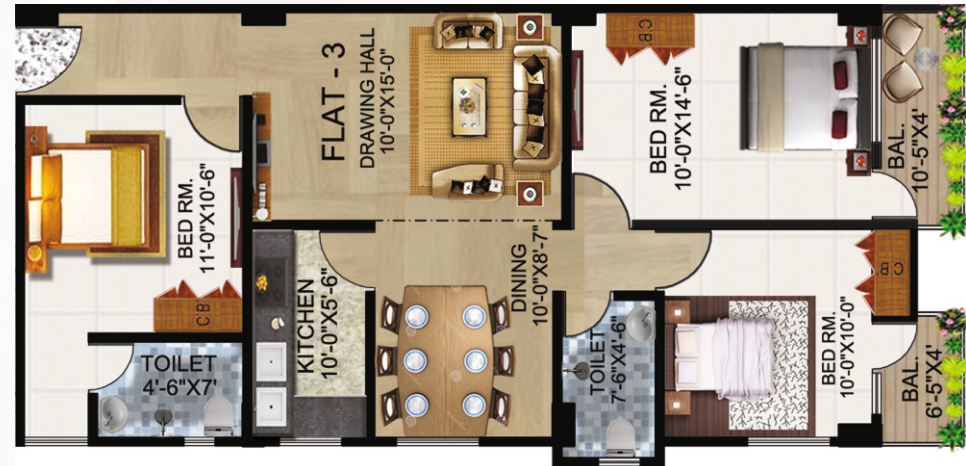 FLAT - 3
DRAWING HALL
10'-0"X15'-0"
CB
BED RM.
10'-0"X14'-6"
BAL.
10'-5"X4'
BED RM.
11'-0"X10'-6"
CB
TOILET
4'-6"X7'
KITCHEN
10'-0"X5'-6"
DINING
10'-0"X8'-7"
TOILET
7'-6"X4'-6"
CB
BED RM.
10'-0"X10'-0"
BAL.
6'-5"X4'